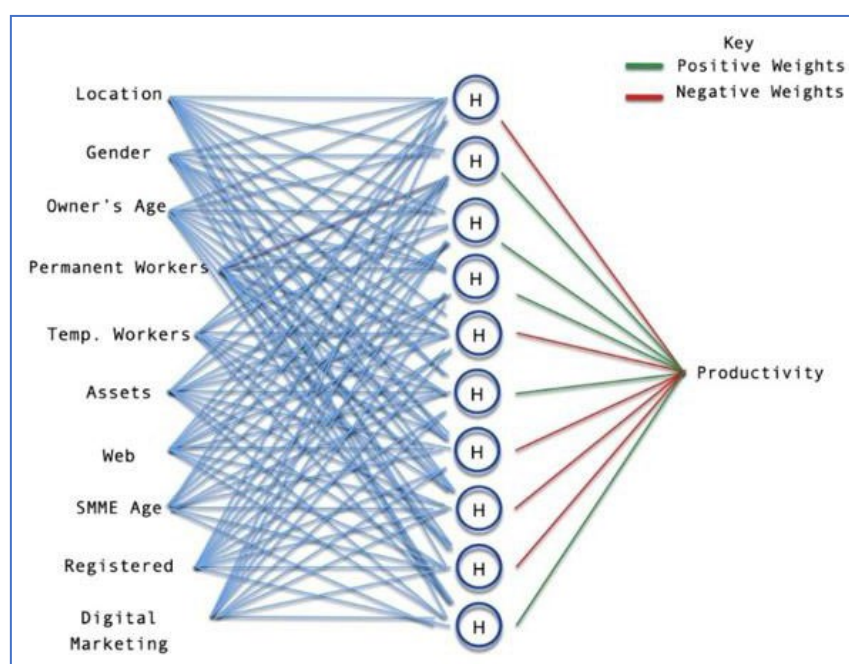 Key
Positive Weights
Negative Weights
Location
Gender
Owner's Age
Permanent Workers
Temp. Workers
Assets
Web
SMME Age
Registered
Digital
Marketing
H
H
H
H
H
H
H
H
H
H
Productivity